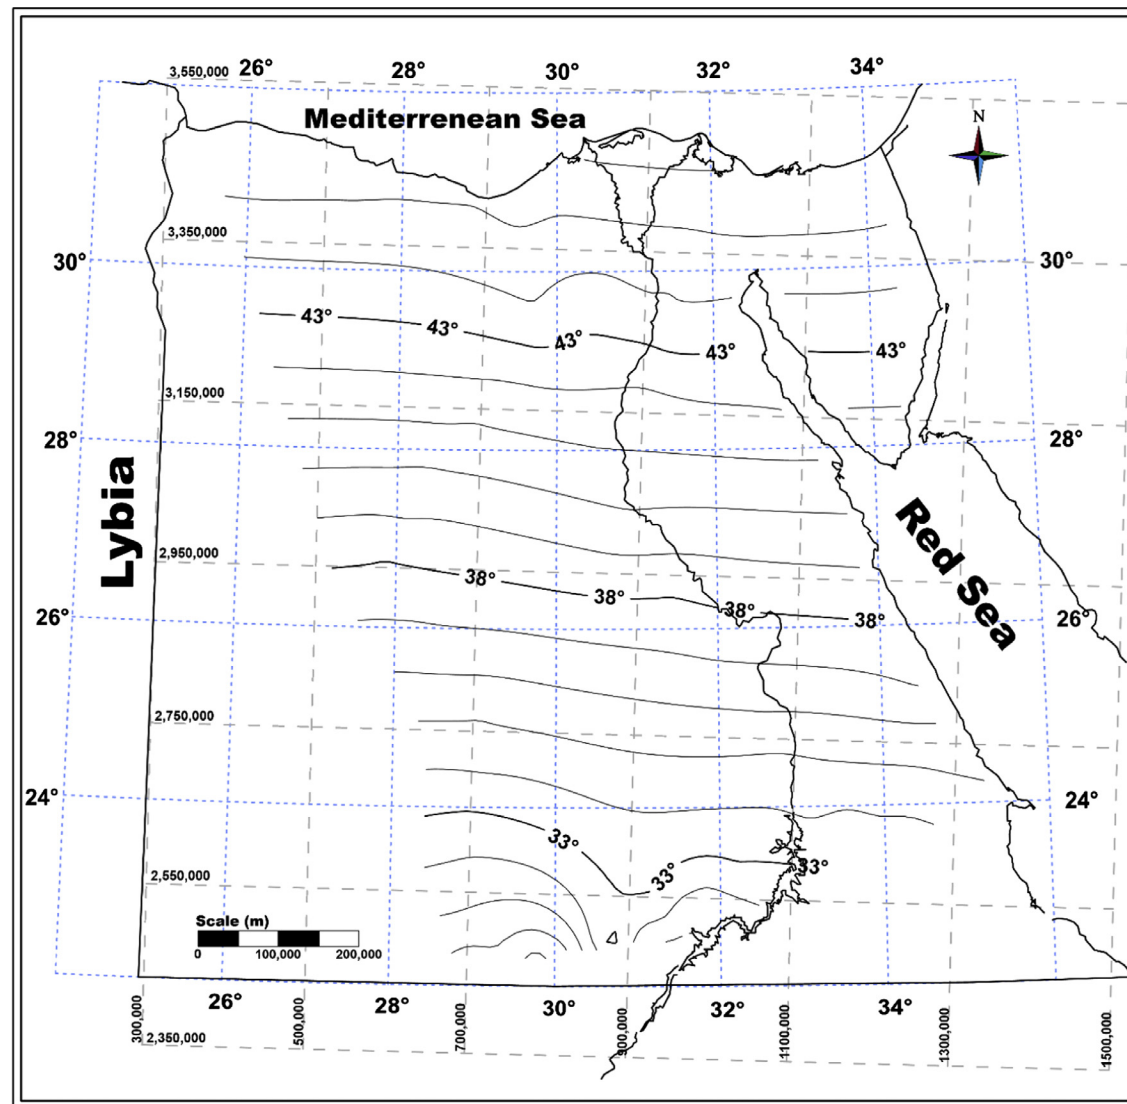 3,550,000
26° 28° 30° 32° 34°
Mediterrenean Sea
N
3,350,000
30° 30°
43° 43° 43° 43° 43°
3,150,000
28° 28°
Lybia
Red Sea
2,950,000
38° 38° 38° 38°
26° 26°
2,750,000
24° 24°
33° 33° 33°
2,550,000
Scale (m)
0 100,000 200,000
26° 28° 30° 32° 34°
300,000 500,000 700,000 900,000 1100,000 1300,000 1500,000
2,350,000